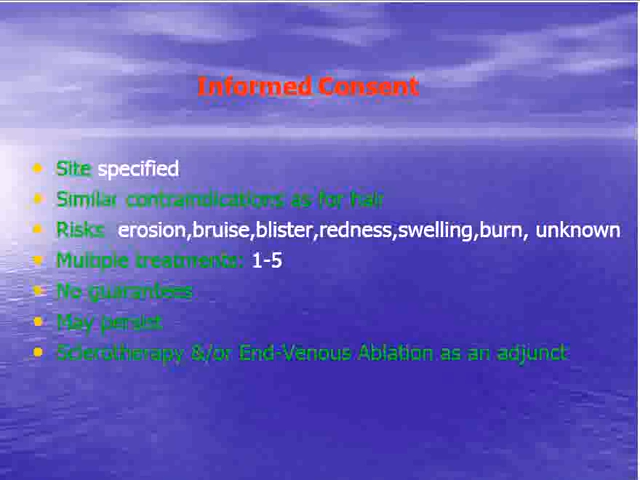 Informed Consent
Site specified
Similar contraindications as for hair
Risks erosion,bruise,blister,redness,swelling,burn, unknown
Multiple treatments: 1-5
No guarantees
May persist
Sclerotherapy &/or End-Venous Ablation as an adjunct